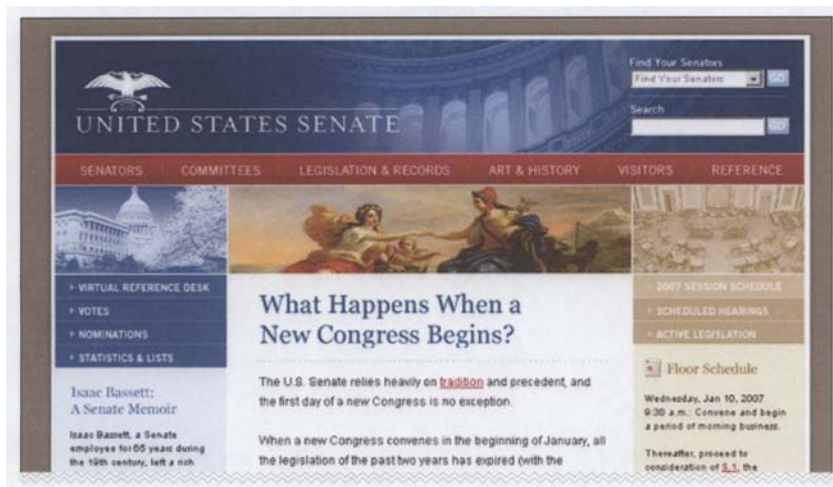 Find Your Senators
Find Your Senators GO
UNITED STATES SENATE
Search
GO
SENATORS COMMITTEES LEGISLATION & RECORDS ART & HISTORY VISITORS REFERENCE
VIRTUAL REFERENCE DESK
VOTES
NOMINATIONS
STATISTICS & LISTS
Isaac Bassett:
A Senate Memoir
Isaac Bassett, a Senate
employee for 65 years during
the 19th century, left a rich
What Happens When a
New Congress Begins?
The U.S. Senate relies heavily on tradition and precedent, and
the first day of a new Congress is no exception.
When a new Congress convenes in the beginning of January, all
the legislation of the past two years has expired (with the
2007 SESSION SCHEDULE
SCHEDULED HEARINGS
ACTIVE LEGISLATION
Floor Schedule
Wednesday, Jan 10, 2007
9:30 a.m.: Convene and begin
a period of morning business.
Thereafter, proceed to
consideration of S.1, the